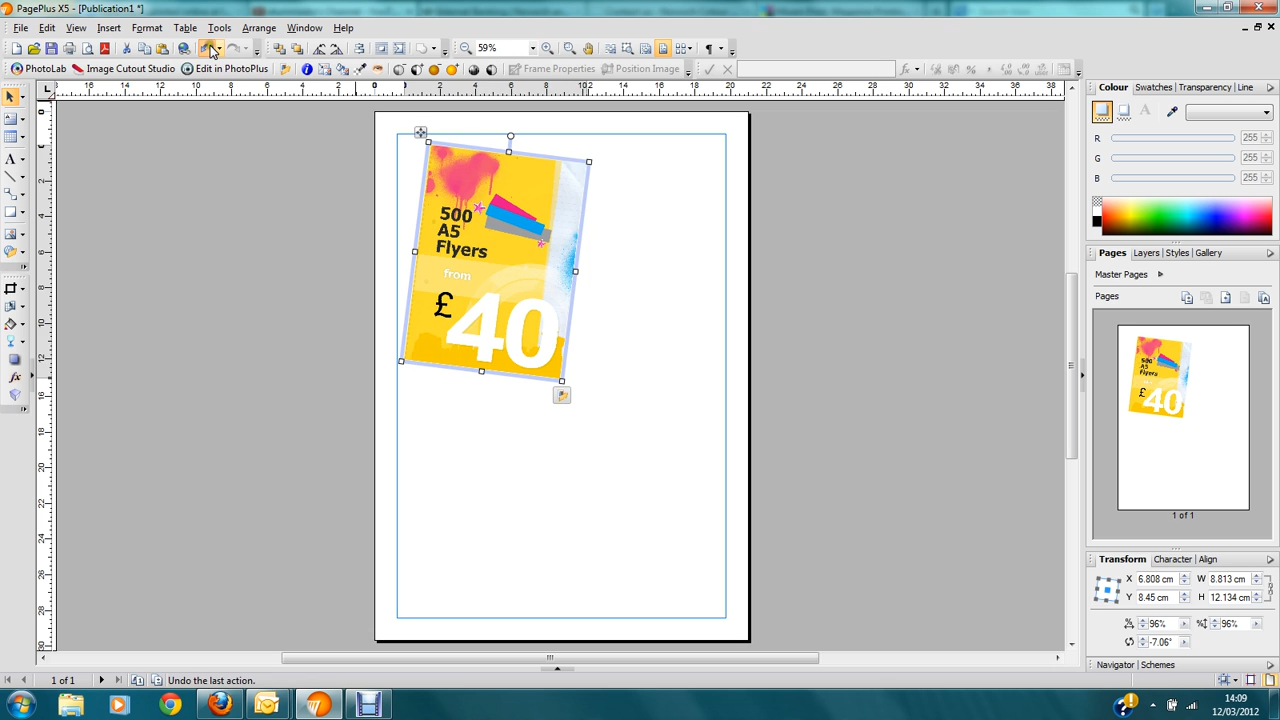 PagePlus X5 - [Publication1 *]
File Edit View Insert Format Table Tools Arrange Window Help
59%
PhotoLab Image Cutout Studio Edit in PhotoPlus Frame Properties Position Image
Colour Swatches Transparency Line
R 255
G 255
B 255
Pages Layers Styles Gallery
Master Pages
Pages
500
A5
Flyers
from
£40
500
A5
Flyers
£40
1 of 1
Transform Character Align
X 6.808 cm W 8.813 cm
Y 8.45 cm H 12.134 cm
96% 96%
-7.06°
Navigator Schemes
1 of 1 Undo the last action.
14:09
12/03/2012